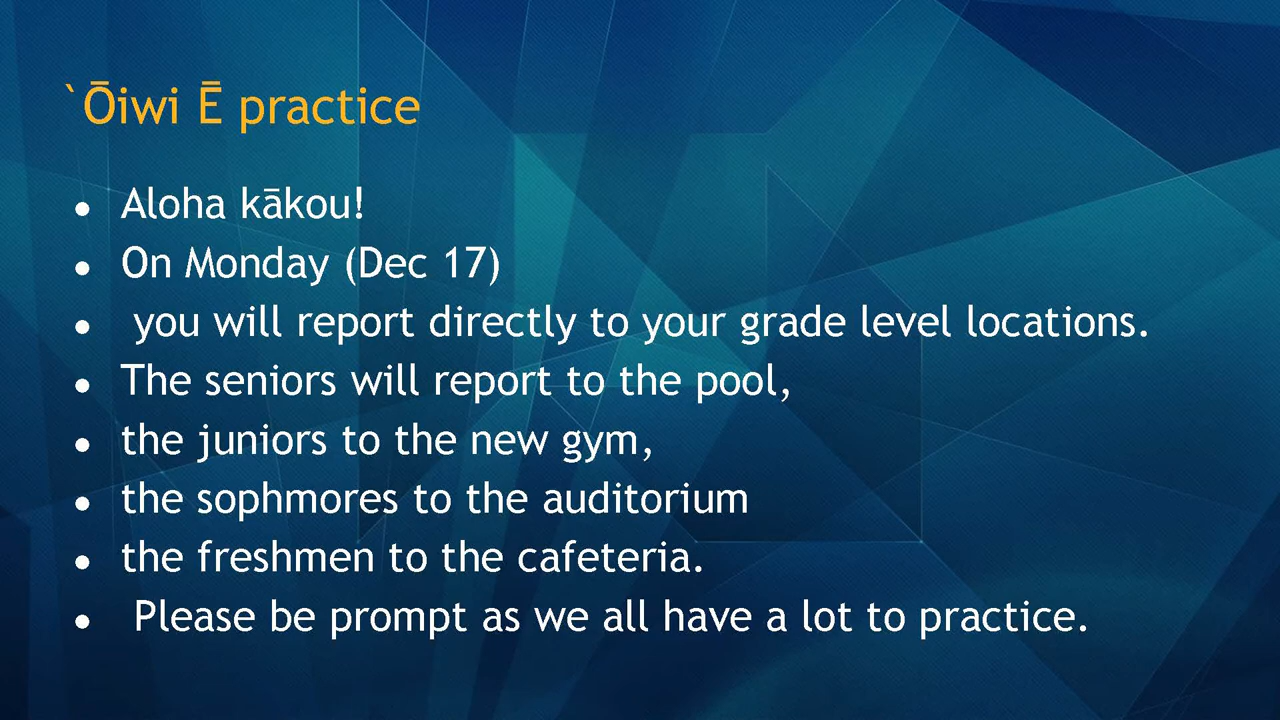 `Ōiwi Ē practice
● Aloha kākou!
● On Monday (Dec 17)
● you will report directly to your grade level locations.
● The seniors will report to the pool,
● the juniors to the new gym,
● the sophmores to the auditorium
● the freshmen to the cafeteria.
● Please be prompt as we all have a lot to practice.